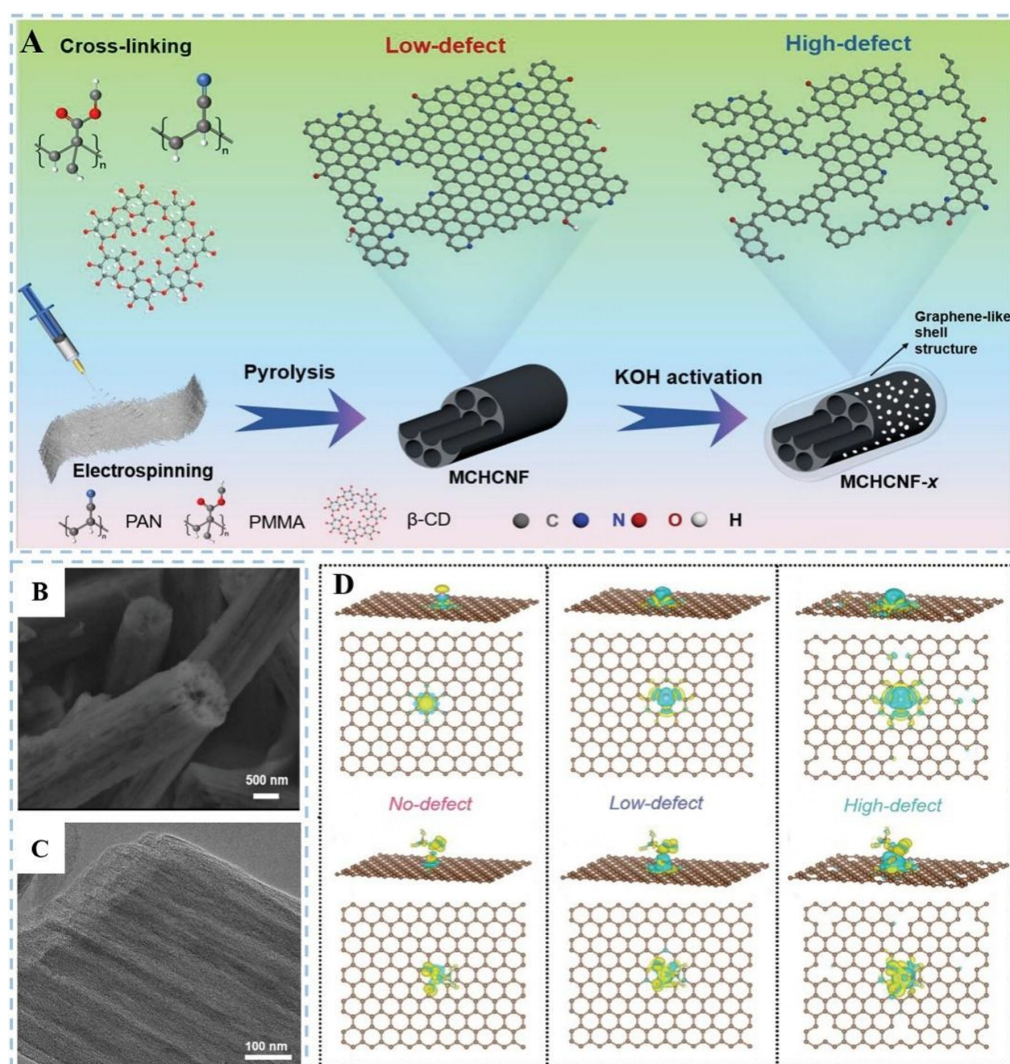 A
Cross-linking
Low-defect
High-defect
n
n
Graphene-like
shell
structure
Pyrolysis
KOH activation
Electrospinning
MCHCNF
MCHCNF-x
n
PAN
n
PMMA
β-CD
C
N
O
H
B
500 nm
C
100 nm
D
No-defect
Low-defect
High-defect